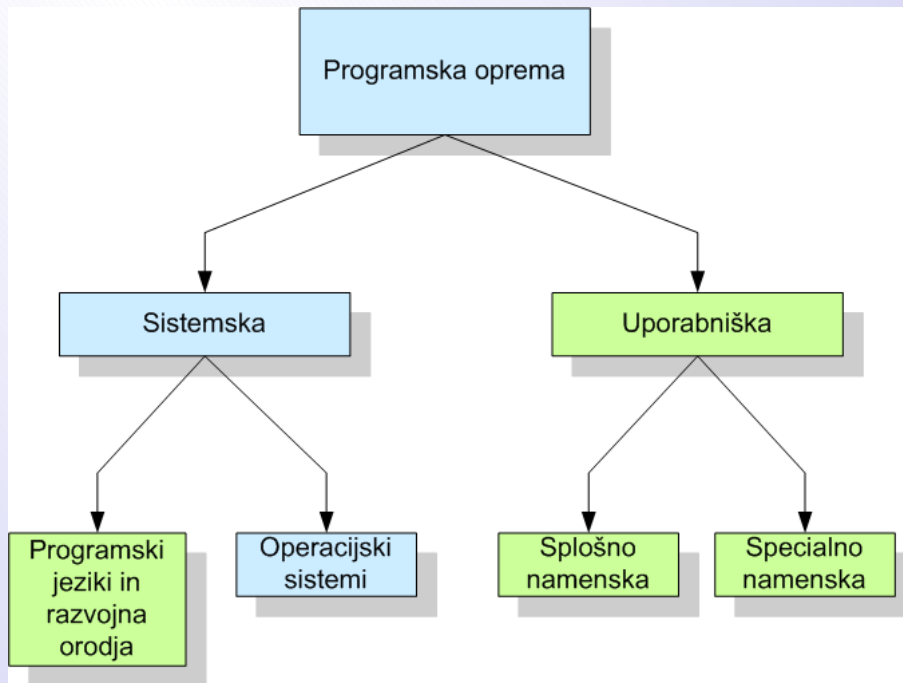 Programska oprema
Sistemska
Uporabniška
Programski
jeziki in
razvojna
orodja
Operacijski
sistemi
Splošno
namenska
Specialno
namenska